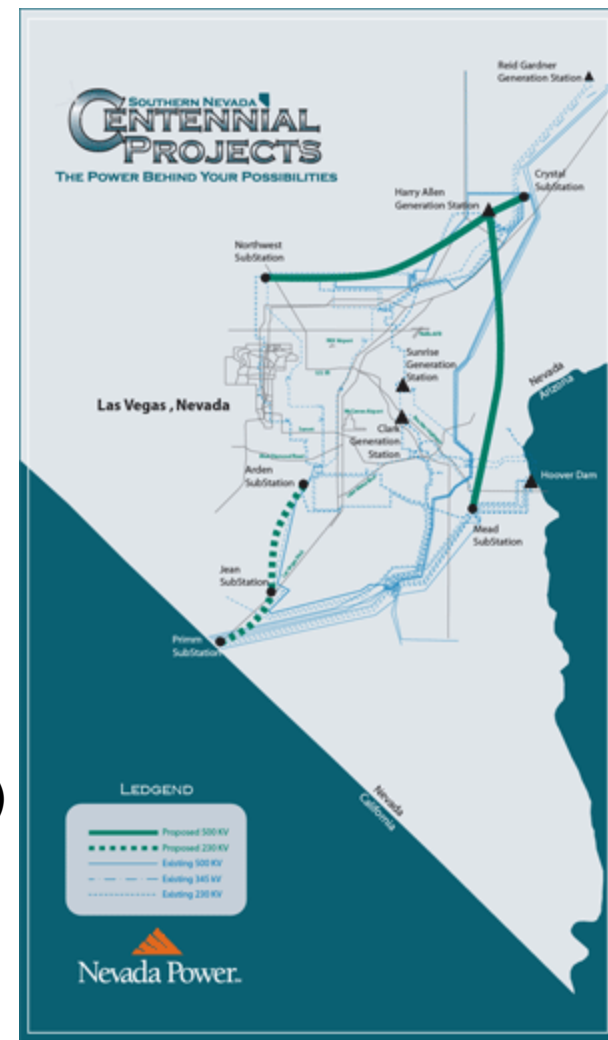 SOUTHERN NEVADA
CENTENNIAL
PROJECTS
THE POWER BEHIND YOUR POSSIBILITIES
Reid Gardner
Generation Station
Crystal
SubStation
Harry Allen
Generation Station
Northwest
SubStation
Sunrise
Generation
Station
Nevada
Arizona
Las Vegas , Nevada
Clark
Generation
Station
Arden
SubStation
Hoover Dam
Mead
SubStation
Jean
SubStation
Primm
SubStation
Nevada
California
LEDGEND
Proposed 500 KV
Proposed 230 KV
Existing 500 KV
Existing 345 kV
Existing 230 KV
Nevada Power
)